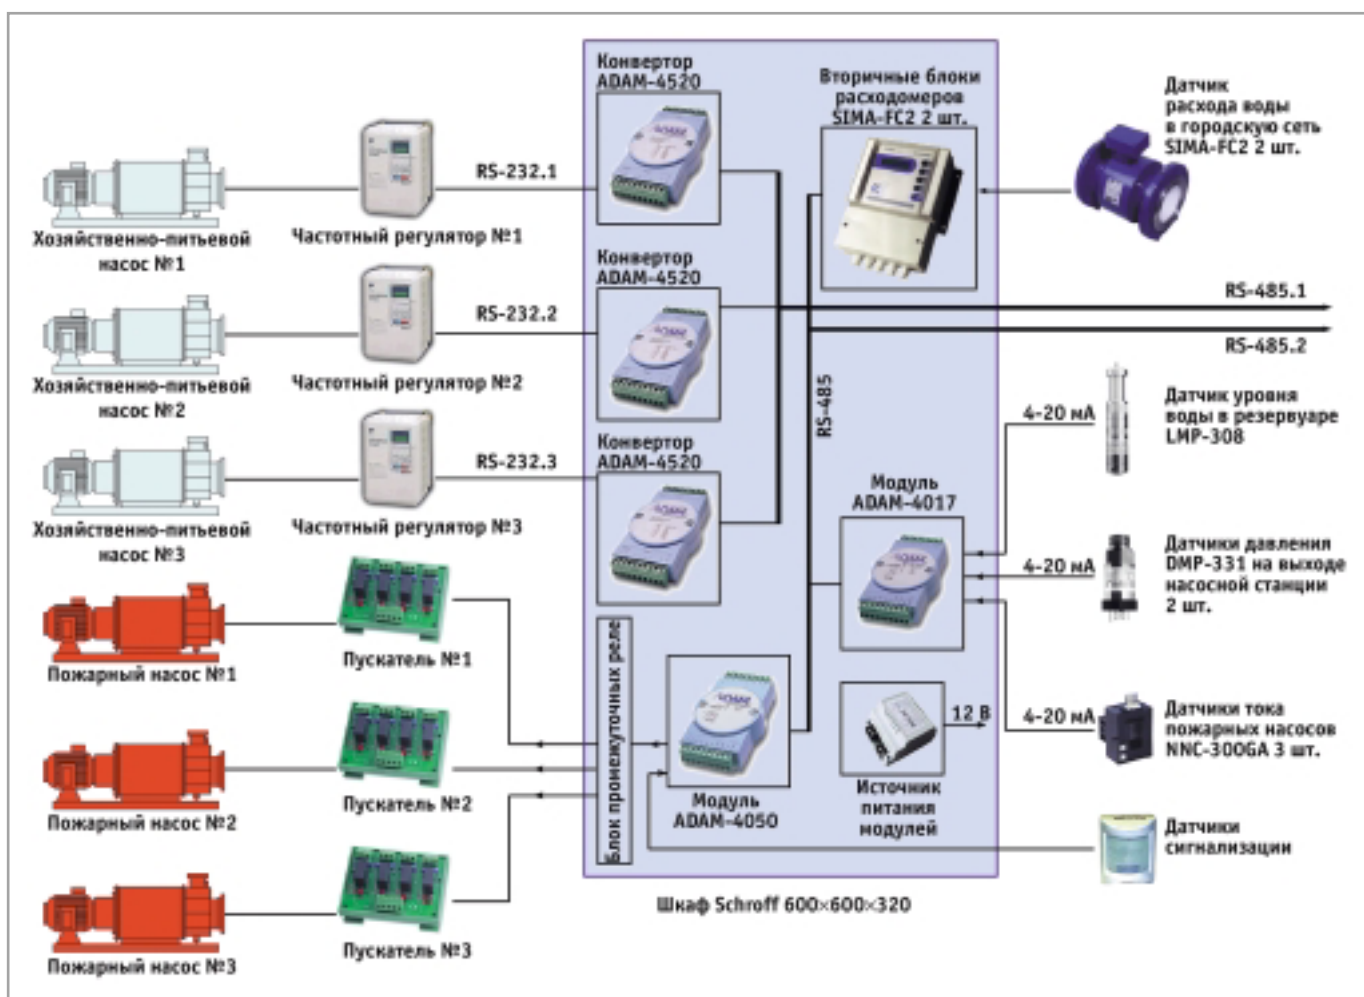 Конвертор
ADAM-4520
Вторичные блоки
расходомеров
SIMA-FC2 2 шт.
Датчик
расхода воды
в городскую сеть
SIMA-FC2 2 шт.
RS-232.1
Хозяйственно-питьевой
насос №1
Частотный регулятор №1
Конвертор
ADAM-4520
RS-485.1
RS-232.2
RS-485.2
Хозяйственно-питьевой
насос №2
Частотный регулятор №2
RS-485
4-20 мА
Датчик уровня
воды в резервуаре
LMP-308
Конвертор
ADAM-4520
RS-232.3
Модуль
ADAM-4017
Хозяйственно-питьевой
насос №3
Частотный регулятор №3
4-20 мА
Датчики давления
DMP-331 на выходе
насосной станции
2 шт.
Пожарный насос №1
Пускатель №1
Блок промежуточных реле
12 В
4-20 мА
Датчики тока
пожарных насосов
NNC-300GA 3 шт.
Пожарный насос №2
Пускатель №2
Модуль
ADAM-4050
Источник
питания
модулей
Датчики
сигнализации
Шкаф Schroff 600×600×320
Пожарный насос №3
Пускатель №3